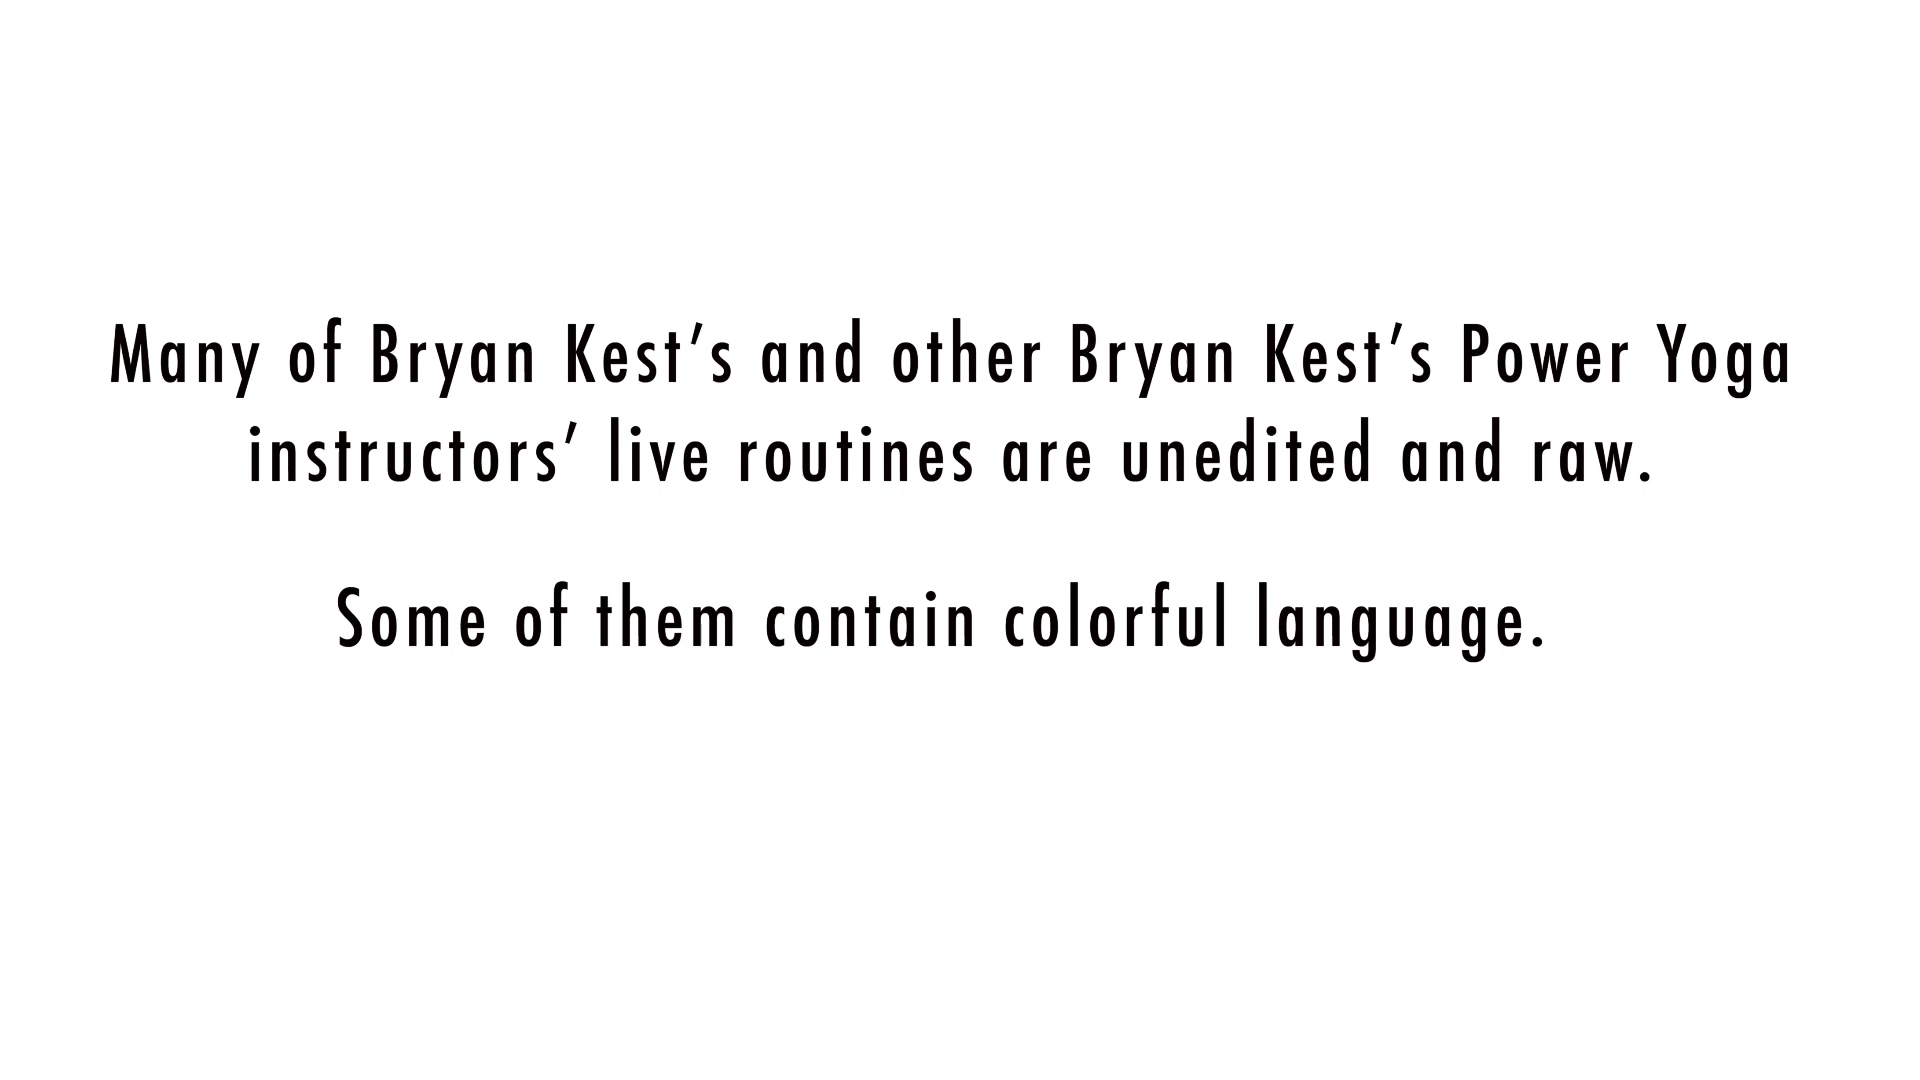 Many of Bryan Kest’s and other Bryan Kest’s Power Yoga
instructors’ live routines are unedited and raw.
Some of them contain colorful language.